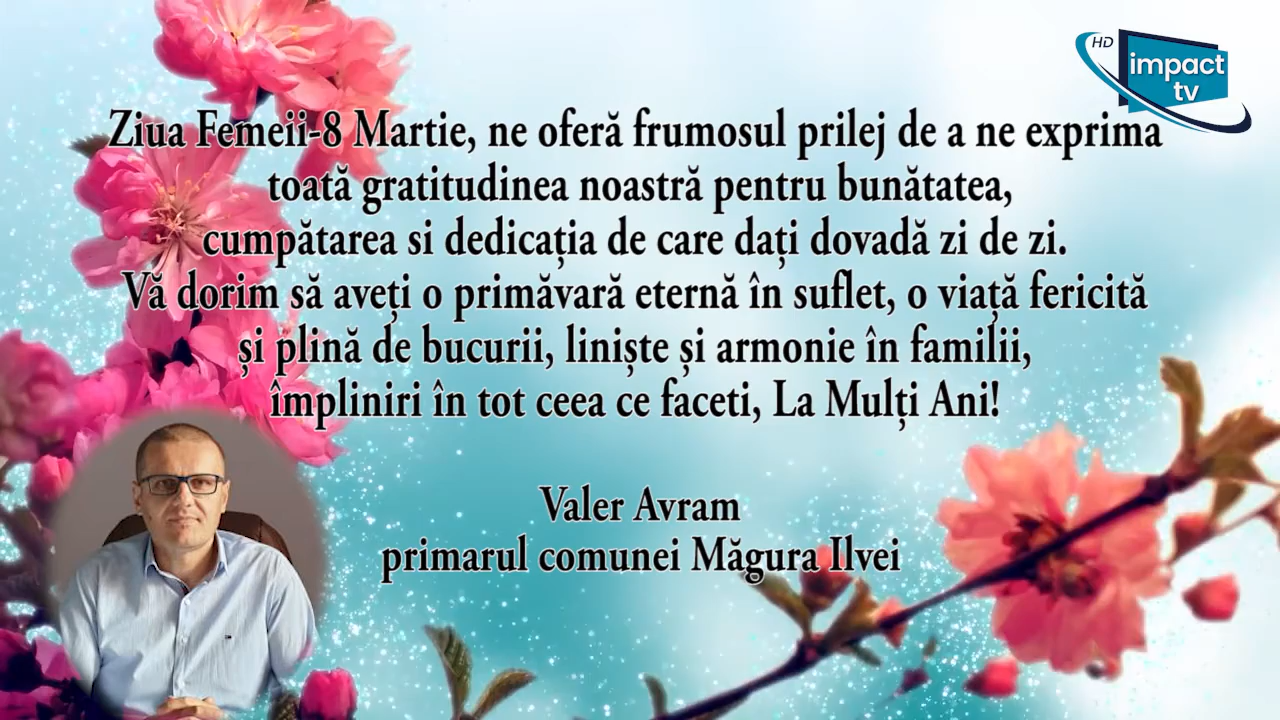 HD
impact
tv
Ziua Femeii-8 Martie, ne oferă frumosul prilej de a ne exprima
toată gratitudinea noastră pentru bunătatea,
cumpătarea si dedicația de care dați dovadă zi de zi.
Vă dorim să aveți o primăvară eternă în suflet, o viață fericită
și plină de bucurii, liniște și armonie în familii,
împliniri în tot ceea ce faceti, La Mulți Ani!
Valer Avram
primarul comunei Măgura Ilvei